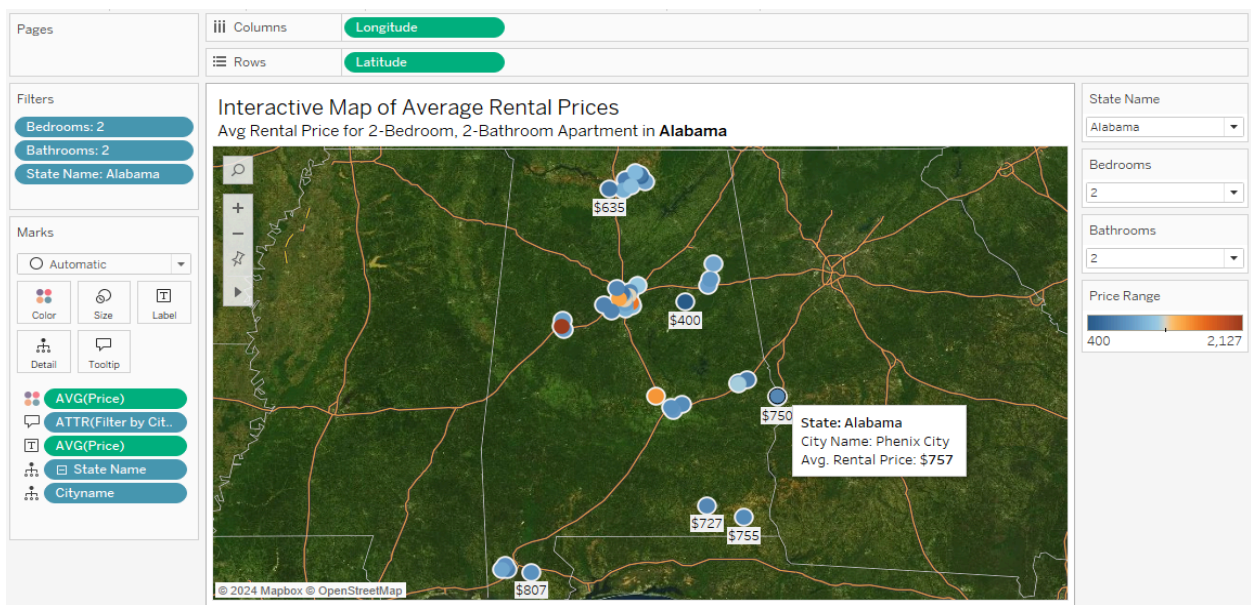 Pages
Columns
Longitude
Rows
Latitude
Filters
Bedrooms: 2
Bathrooms: 2
State Name: Alabama
Marks
Automatic
Color
Size
T
Label
Detail
Tooltip
AVG(Price)
ATTR(Filter by Cit..
T
AVG(Price)
State Name
Cityname
Interactive Map of Average Rental Prices
Avg Rental Price for 2-Bedroom, 2-Bathroom Apartment in Alabama
$635
$400
$750
State: Alabama
City Name: Phenix City
Avg. Rental Price: $757
$727
$755
$807
© 2024 Mapbox © OpenStreetMap
State Name
Alabama
Bedrooms
2
Bathrooms
2
Price Range
400
2,127